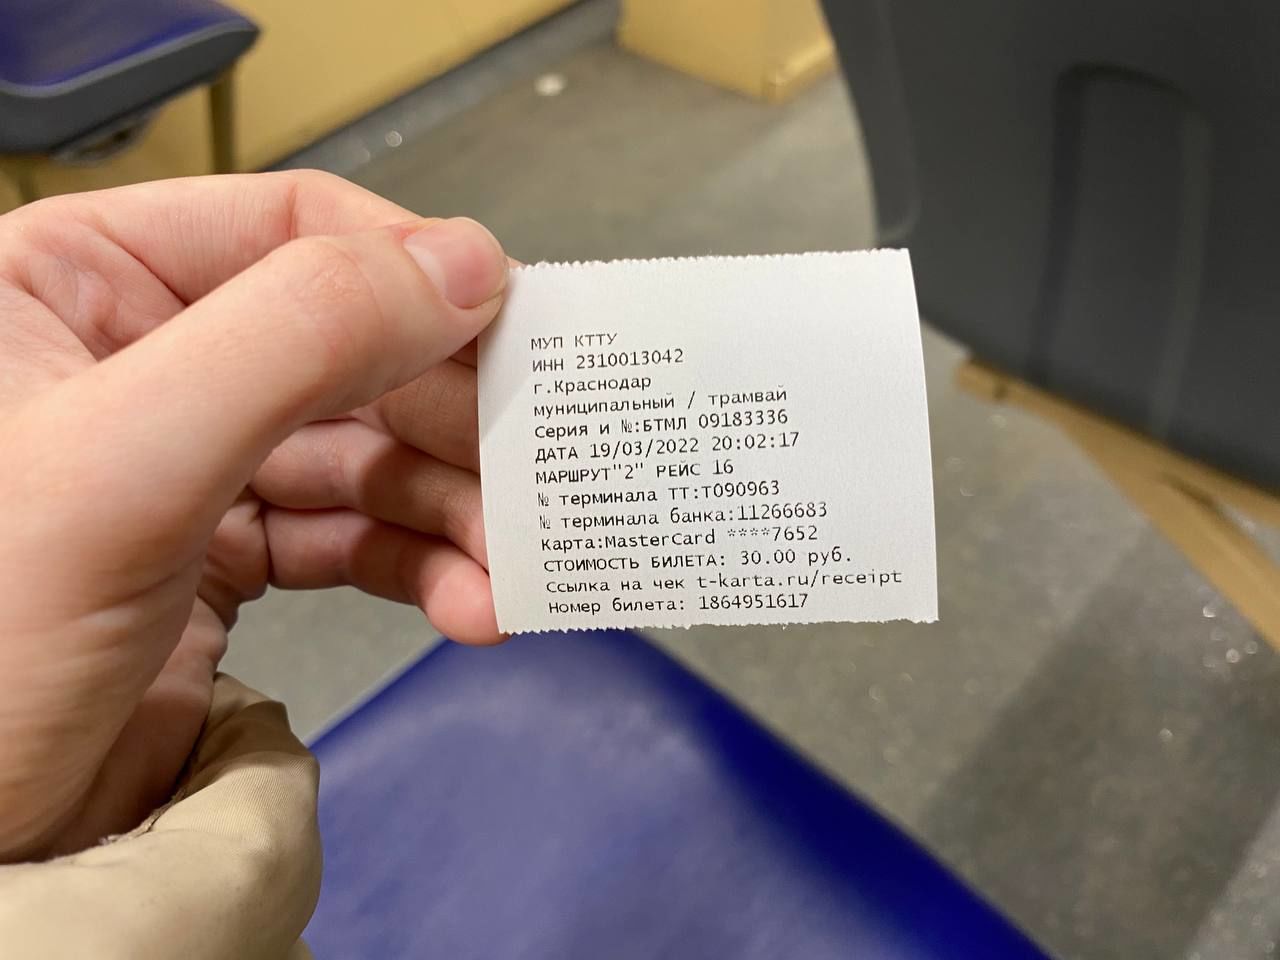 МУП КТТУ
ИНН 2310013042
г.Краснодар
муниципальный / трамвай
Серия и №:БТМЛ 09183336
ДАТА 19/03/2022 20:02:17
МАРШРУТ"2" РЕЙС 16
№ терминала ТТ:Т090963
№ терминала банка:11266683
Карта:MasterCard ****7652
СТОИМОСТЬ БИЛЕТА: 30.00 руб.
Ссылка на чек t-karta.ru/receipt
Номер билета: 1864951617